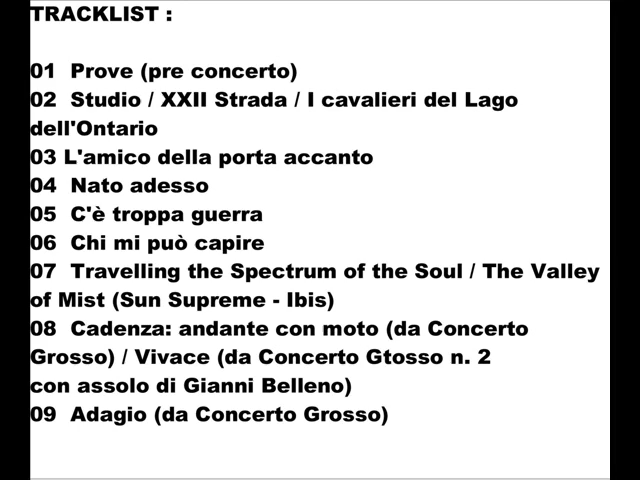 TRACKLIST :
01 Prove (pre concerto)
02 Studio / XXII Strada / I cavalieri del Lago
dell'Ontario
03 L'amico della porta accanto
04 Nato adesso
05 C'è troppa guerra
06 Chi mi può capire
07 Travelling the Spectrum of the Soul / The Valley
of Mist (Sun Supreme - Ibis)
08 Cadenza: andante con moto (da Concerto
Grosso) / Vivace (da Concerto Gtosso n. 2
con assolo di Gianni Belleno)
09 Adagio (da Concerto Grosso)